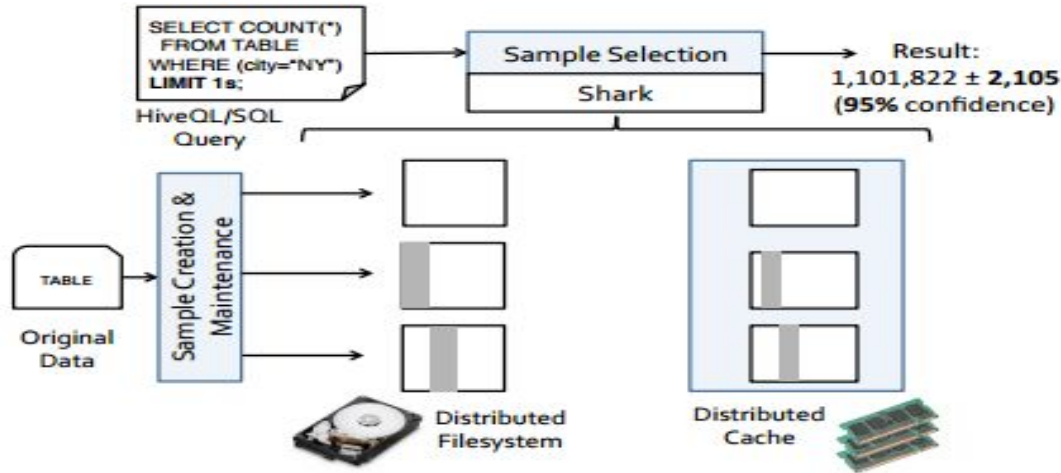 SELECT COUNT(*)
FROM TABLE
WHERE (city="NY")
LIMIT 1s;
HiveQL/SQL
Query
Sample Selection
Shark
Result:
1,101,822 ± 2,105
(95% confidence)
TABLE
Original
Data
Sample Creation &
Maintenance
Distributed
Filesystem
Distributed
Cache